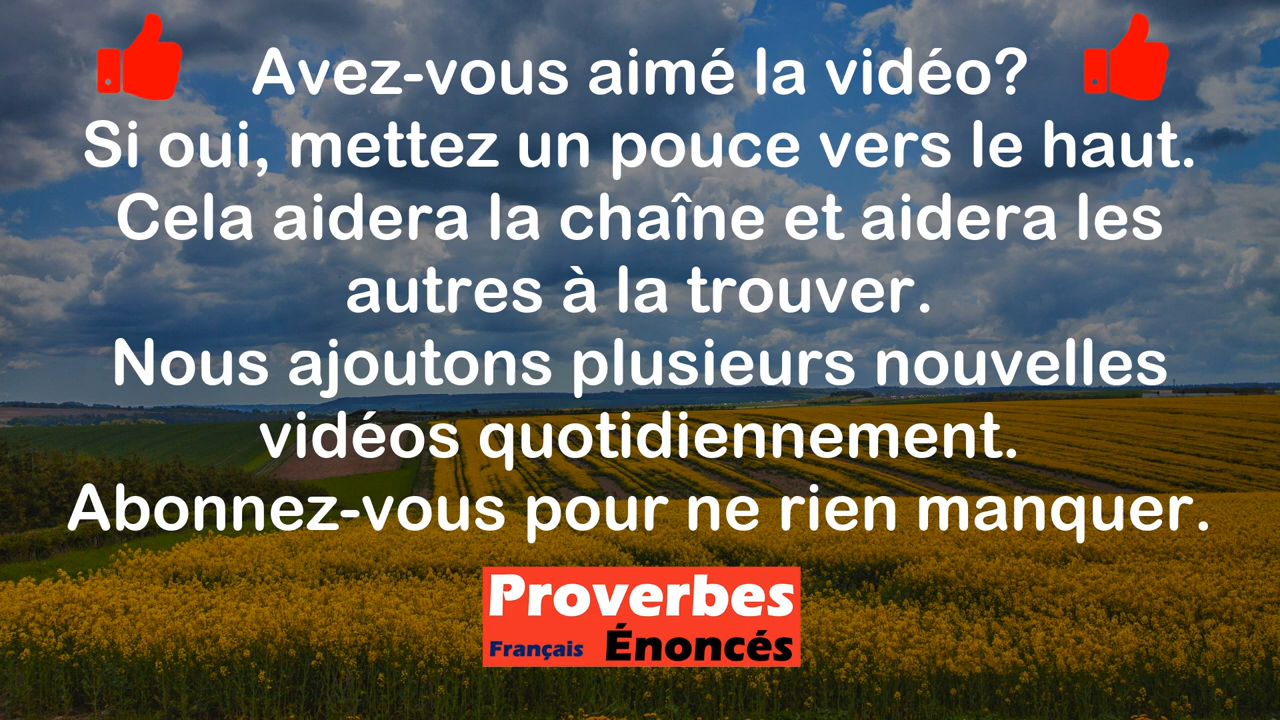 Avez-vous aimé la vidéo?
Si oui, mettez un pouce vers le haut.
Cela aidera la chaîne et aidera les
autres à la trouver.
Nous ajoutons plusieurs nouvelles
vidéos quotidiennement.
Abonnez-vous pour ne rien manquer.
Proverbes
Français Énoncés